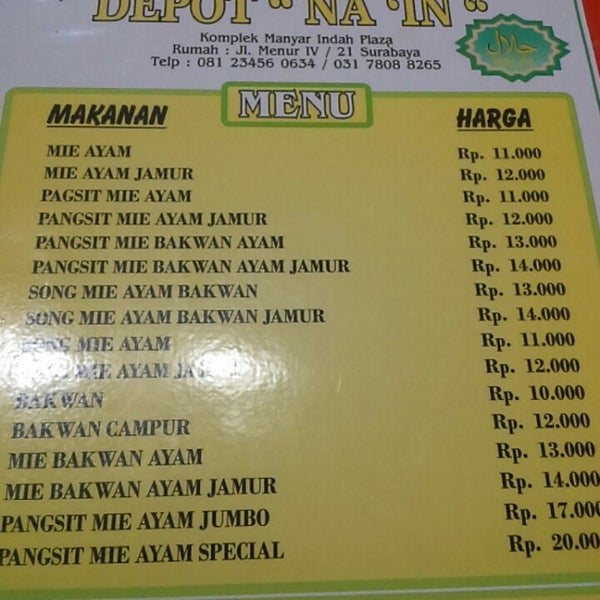 DEPOT " NA 'IN "
Komplek Manyar Indah Plaza
Rumah : Jl. Menur IV / 21 Surabaya
Telp : 081 23456 0634 / 031 7808 8265
حلال
MENU
MAKANAN HARGA
MIE AYAM Rp. 11.000
MIE AYAM JAMUR Rp. 12.000
PAGSIT MIE AYAM Rp. 11.000
PANGSIT MIE AYAM JAMUR Rp. 12.000
PANGSIT MIE BAKWAN AYAM Rp. 13.000
PANGSIT MIE BAKWAN AYAM JAMUR Rp. 14.000
SONG MIE AYAM BAKWAN Rp. 13.000
SONG MIE AYAM BAKWAN JAMUR Rp. 14.000
SONG MIE AYAM Rp. 11.000
MIE AYAM Rp. 12.000
BAKWAN Rp. 10.000
BAKWAN CAMPUR Rp. 12.000
MIE BAKWAN AYAM Rp. 13.000
MIE BAKWAN AYAM JAMUR Rp. 14.000
PANGSIT MIE AYAM JUMBO Rp. 17.000
PANGSIT MIE AYAM SPECIAL Rp. 20.00